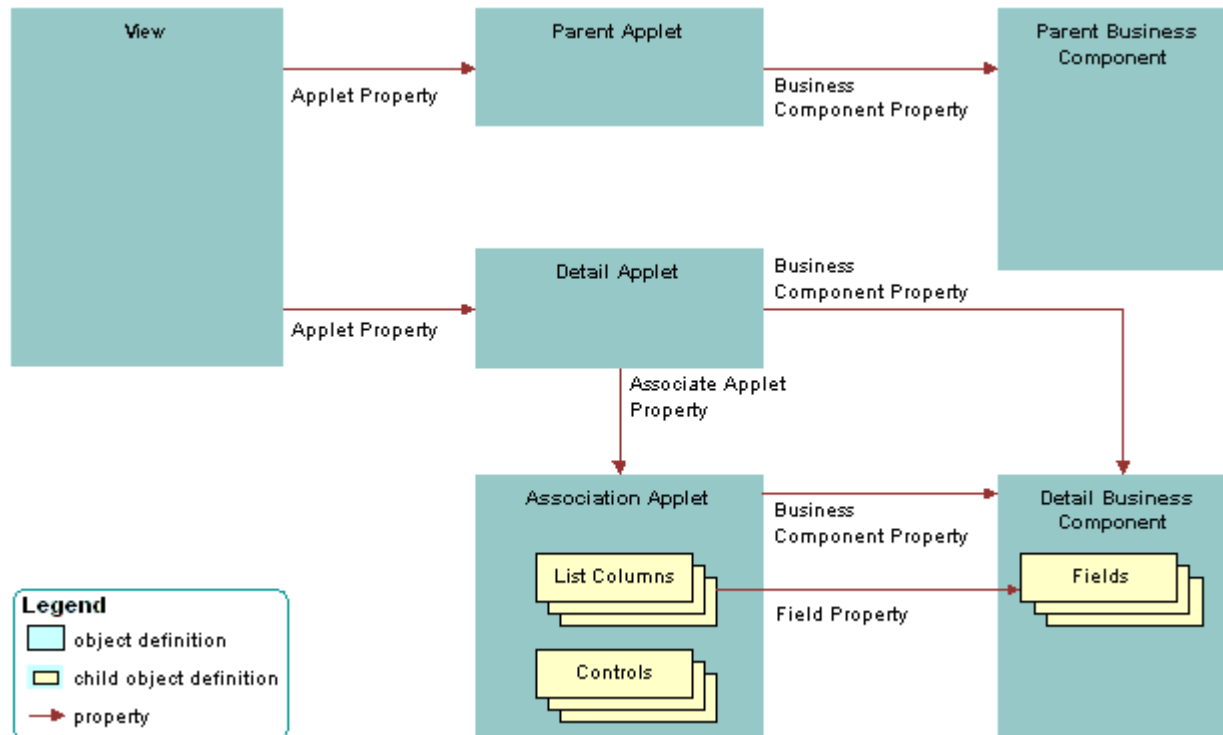 View
Parent Applet
Parent Business
Component
Applet Property
Business
Component Property
Detail Applet
Business
Component Property
Applet Property
Associate Applet
Property
Association Applet
Business
Component Property
Detail Business
Component
List Columns
Field Property
Fields
Controls
Legend
object definition
child object definition
property